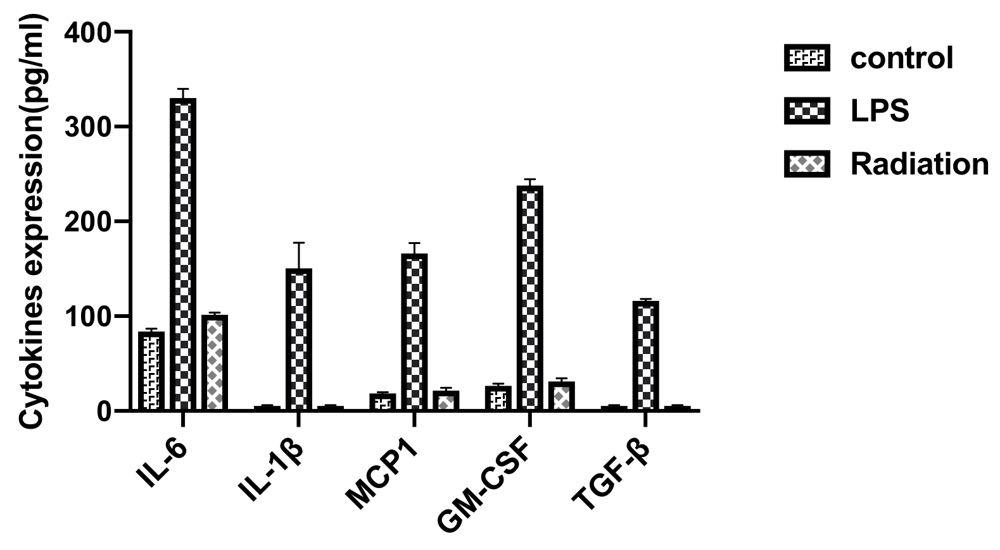 Cytokines expression(pg/ml)
400
300
200
100
0
IL-6
IL-1β
MCP1
GM-CSF
TGF-β
control
LPS
Radiation